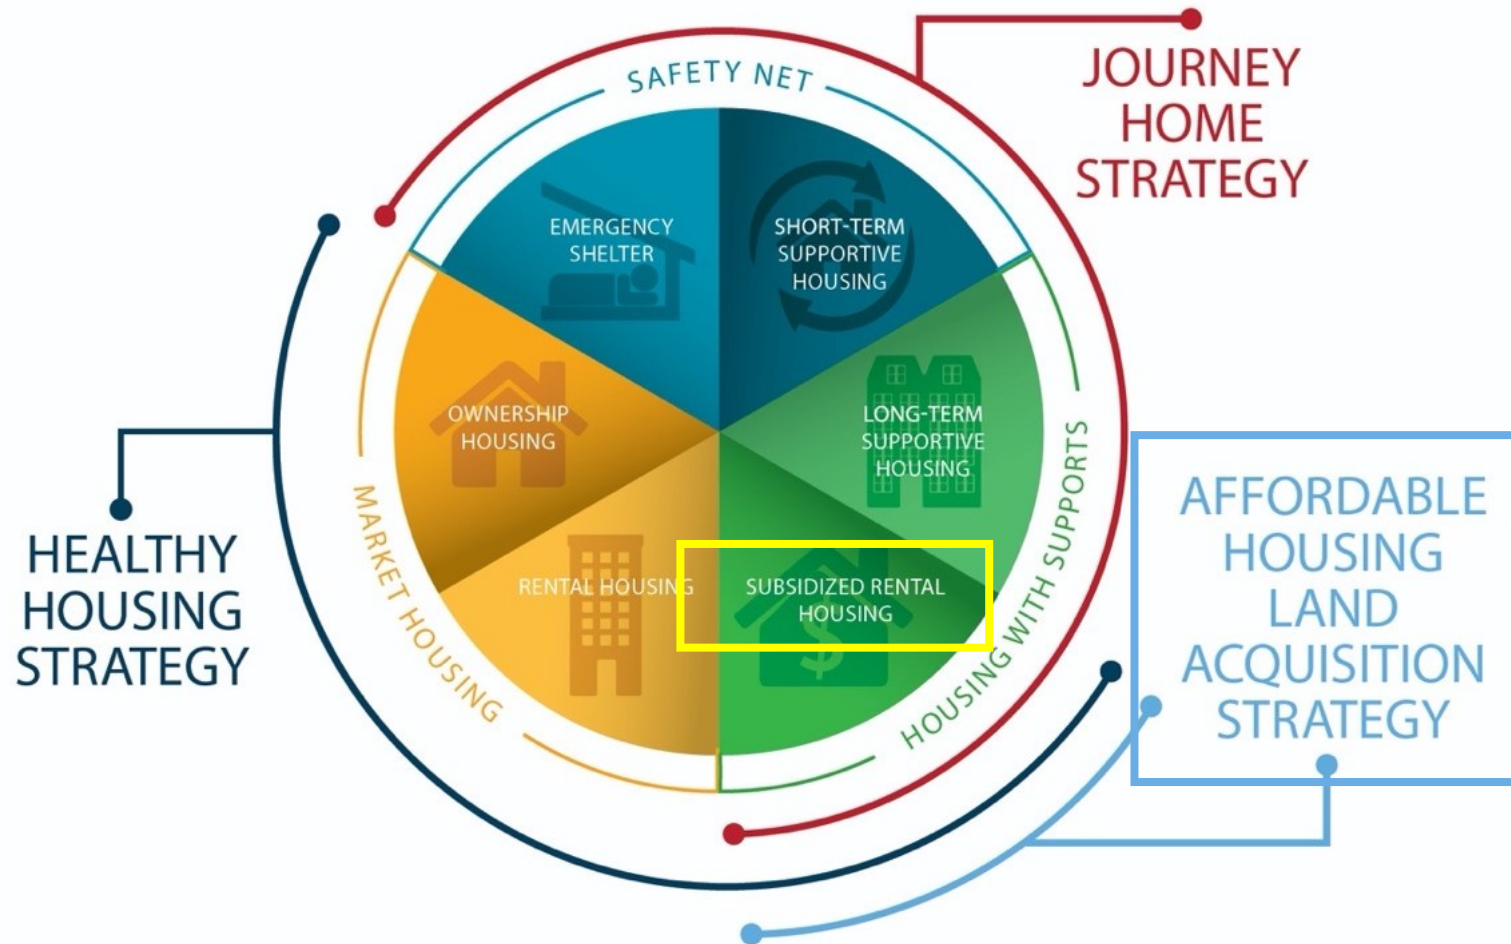 SAFETY NET
JOURNEY
HOME
STRATEGY
EMERGENCY
SHELTER
SHORT-TERM
SUPPORTIVE
HOUSING
OWNERSHIP
HOUSING
LONG-TERM
SUPPORTIVE
HOUSING
MARKET HOUSING
HOUSING WITH SUPPORTS
HEALTHY
HOUSING
STRATEGY
RENTAL HOUSING
SUBSIDIZED RENTAL
HOUSING
$
AFFORDABLE
HOUSING
LAND
ACQUISITION
STRATEGY